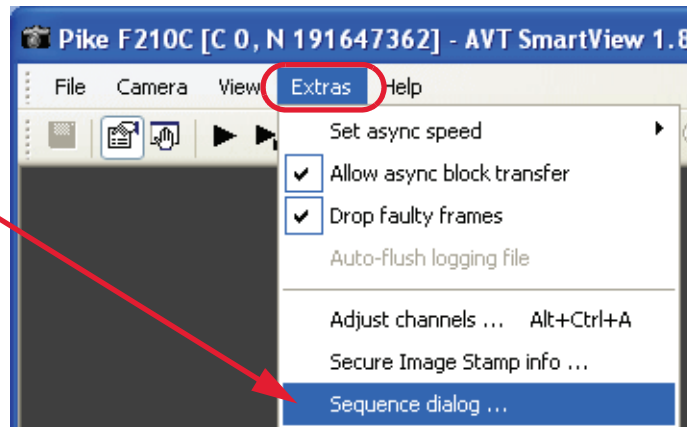 Pike F210C [C 0, N 191647362] - AVT SmartView 1.8
File Camera View Extras Help
Set async speed
Allow async block transfer
Drop faulty frames
Auto-flush logging file
Adjust channels ... Alt+Ctrl+A
Secure Image Stamp info ...
Sequence dialog ...